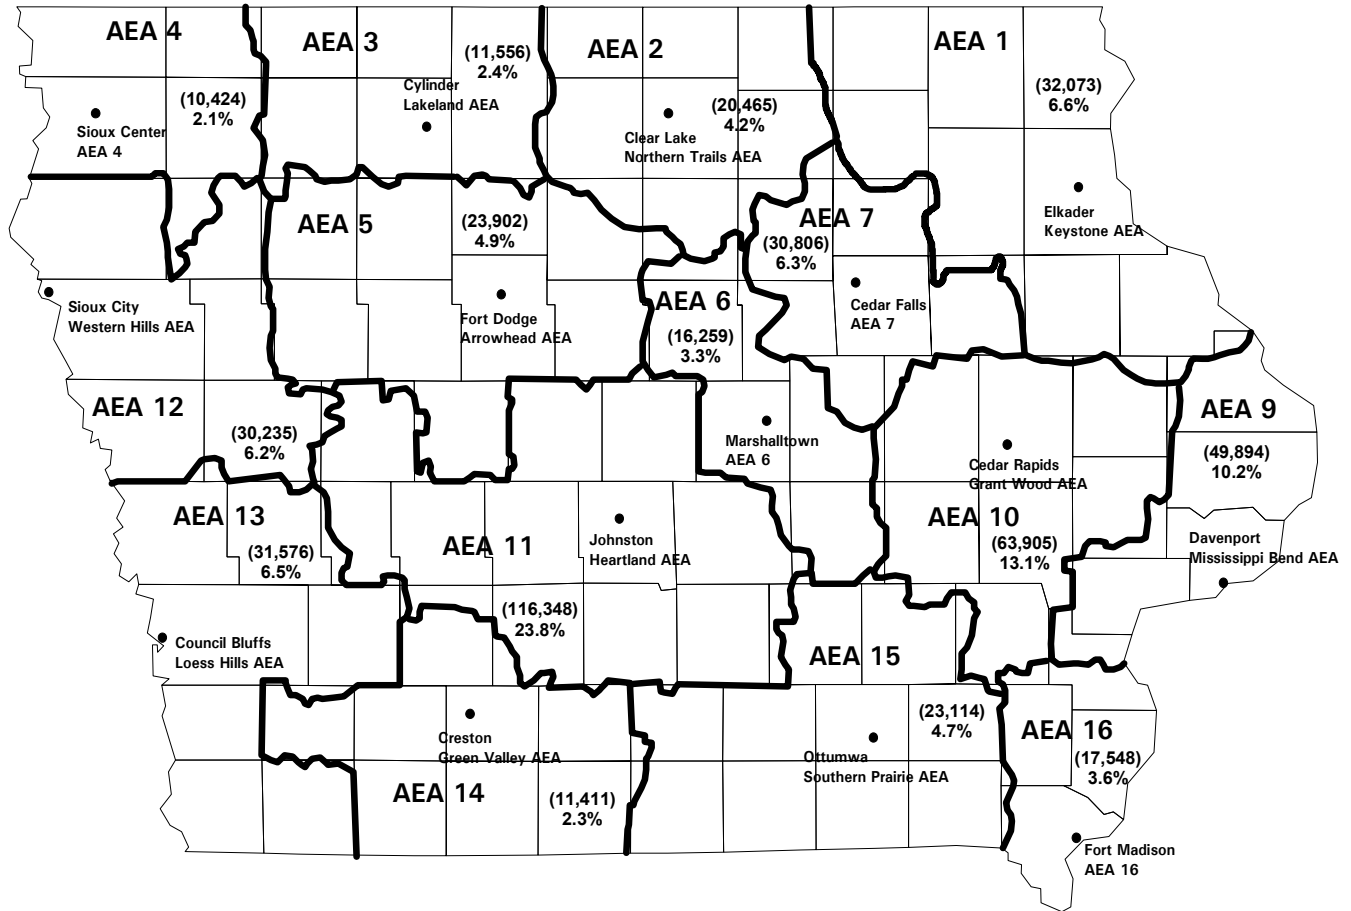 AEA 4
AEA 3
(11,556)
2.4%
AEA 2
AEA 1
Cylinder
Lakeland AEA
(10,424)
2.1%
Sioux Center
AEA 4
(20,465)
4.2%
Clear Lake
Northern Trails AEA
(32,073)
6.6%
Elkader
Keystone AEA
AEA 5
(23,902)
4.9%
AEA 7
(30,806)
6.3%
Sioux City
Western Hills AEA
Fort Dodge
Arrowhead AEA
AEA 6
(16,259)
3.3%
Cedar Falls
AEA 7
AEA 12
(30,235)
6.2%
Marshalltown
AEA 6
Cedar Rapids
Grant Wood AEA
AEA 9
(49,894)
10.2%
AEA 13
(31,576)
6.5%
AEA 11
Johnston
Heartland AEA
AEA 10
(63,905)
13.1%
Davenport
Mississippi Bend AEA
(116,348)
23.8%
Council Bluffs
Loess Hills AEA
AEA 15
(23,114)
4.7%
AEA 16
(17,548)
3.6%
Creston
Green Valley AEA
Ottumwa
Southern Prairie AEA
AEA 14
(11,411)
2.3%
Fort Madison
AEA 16